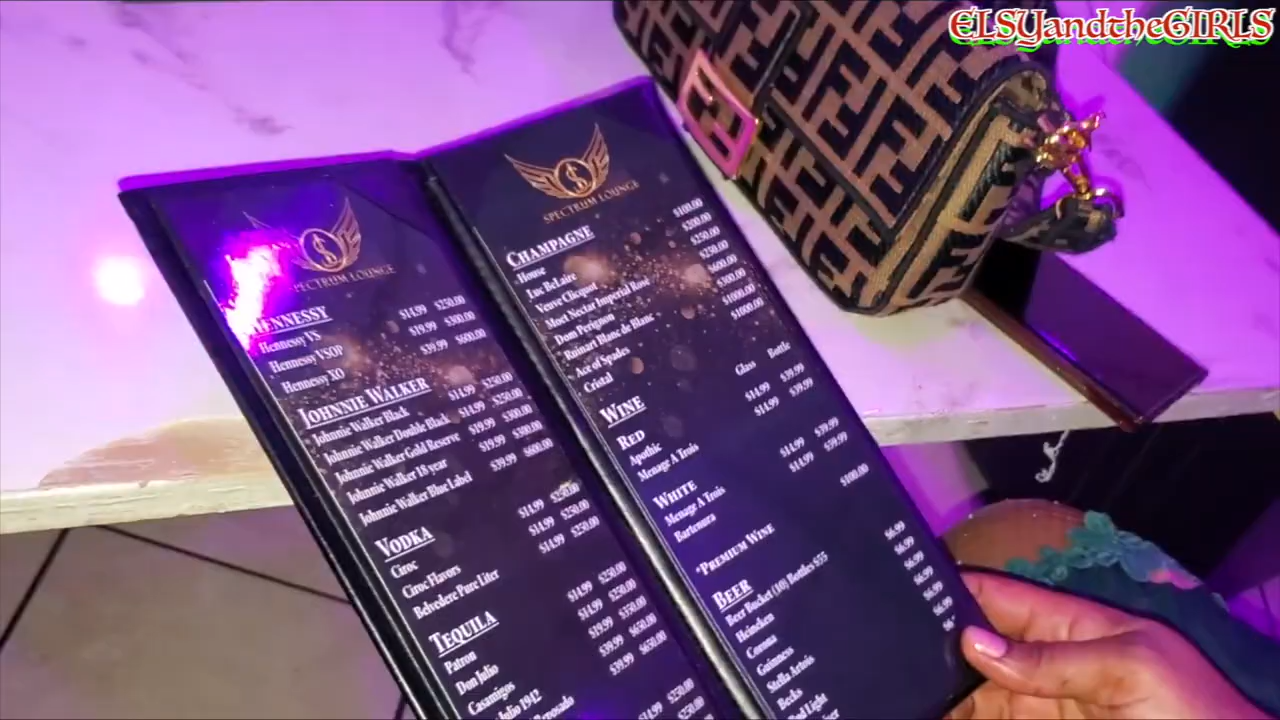 ELSYandtheGIRLS
SPECTRUM LOUNGE
HENNESSY
Hennessy VS $14.99 $250.00
Hennessy VSOP $19.99 $300.00
Hennessy XO $39.99 $600.00
JOHNNIE WALKER
Johnnie Walker Black $14.99 $250.00
Johnnie Walker Double Black $14.99 $250.00
Johnnie Walker Gold Reserve $19.99 $300.00
Johnnie Walker 18 year $19.99 $300.00
Johnnie Walker Blue Label $39.99 $600.00
VODKA
Ciroc $14.99 $250.00
Ciroc Flavors $14.99 $250.00
Belvedere Pure Liter $14.99 $250.00
TEQUILA
Patron $14.99 $250.00
Don Julio $14.99 $250.00
Casamigos $19.99 $350.00
Julio 1942 $39.99 $650.00
$39.99 $650.00
$14.99 $250.00
SPECTRUM LOUNGE
CHAMPAGNE
House $100.00
Luc BeLaire $200.00
Veuve Clicquot $250.00
Moet Nectar Imperial Rosé $250.00
Dom Perignon $600.00
Ruinart Blanc de Blanc $300.00
Ace of Spades $1000.00
Cristal $1000.00
WINE Glass Bottle
RED
Apothic $14.99 $39.99
Menage A Trois $14.99 $39.99
WHITE
Menage A Trois $14.99 $39.99
Bartenura $14.99 $39.99
*PREMIUM WINE $100.00
BEER
Beer Bucket (10) Bottles $55
Heineken $6.99
Corona $6.99
Guinness $6.99
Stella Artois $6.99
Becks $6.99
Bud Light